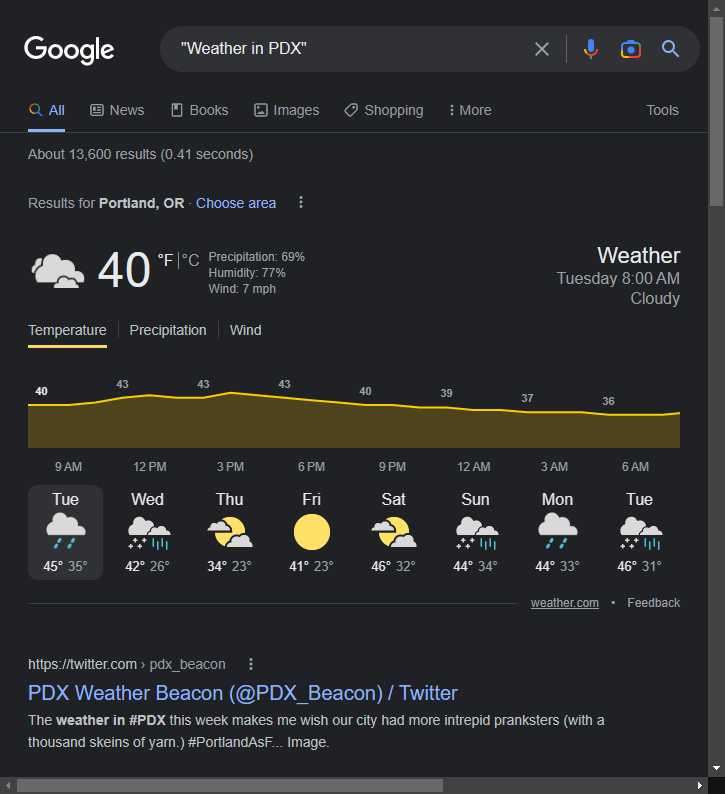 Google
"Weather in PDX"
All News Books Images Shopping More Tools
About 13,600 results (0.41 seconds)
Results for Portland, OR · Choose area
40 °F | °C
Precipitation: 69%
Humidity: 77%
Wind: 7 mph
Weather
Tuesday 8:00 AM
Cloudy
Temperature Precipitation Wind
40 43 43 43 40 39 37 36
9 AM 12 PM 3 PM 6 PM 9 PM 12 AM 3 AM 6 AM
Tue Wed Thu Fri Sat Sun Mon Tue
45° 35° 42° 26° 34° 23° 41° 23° 46° 32° 44° 34° 44° 33° 46° 31°
weather.com • Feedback
https://twitter.com › pdx_beacon
PDX Weather Beacon (@PDX_Beacon) / Twitter
The weather in #PDX this week makes me wish our city had more intrepid pranksters (with a
thousand skeins of yarn.) #PortlandAsF... Image.